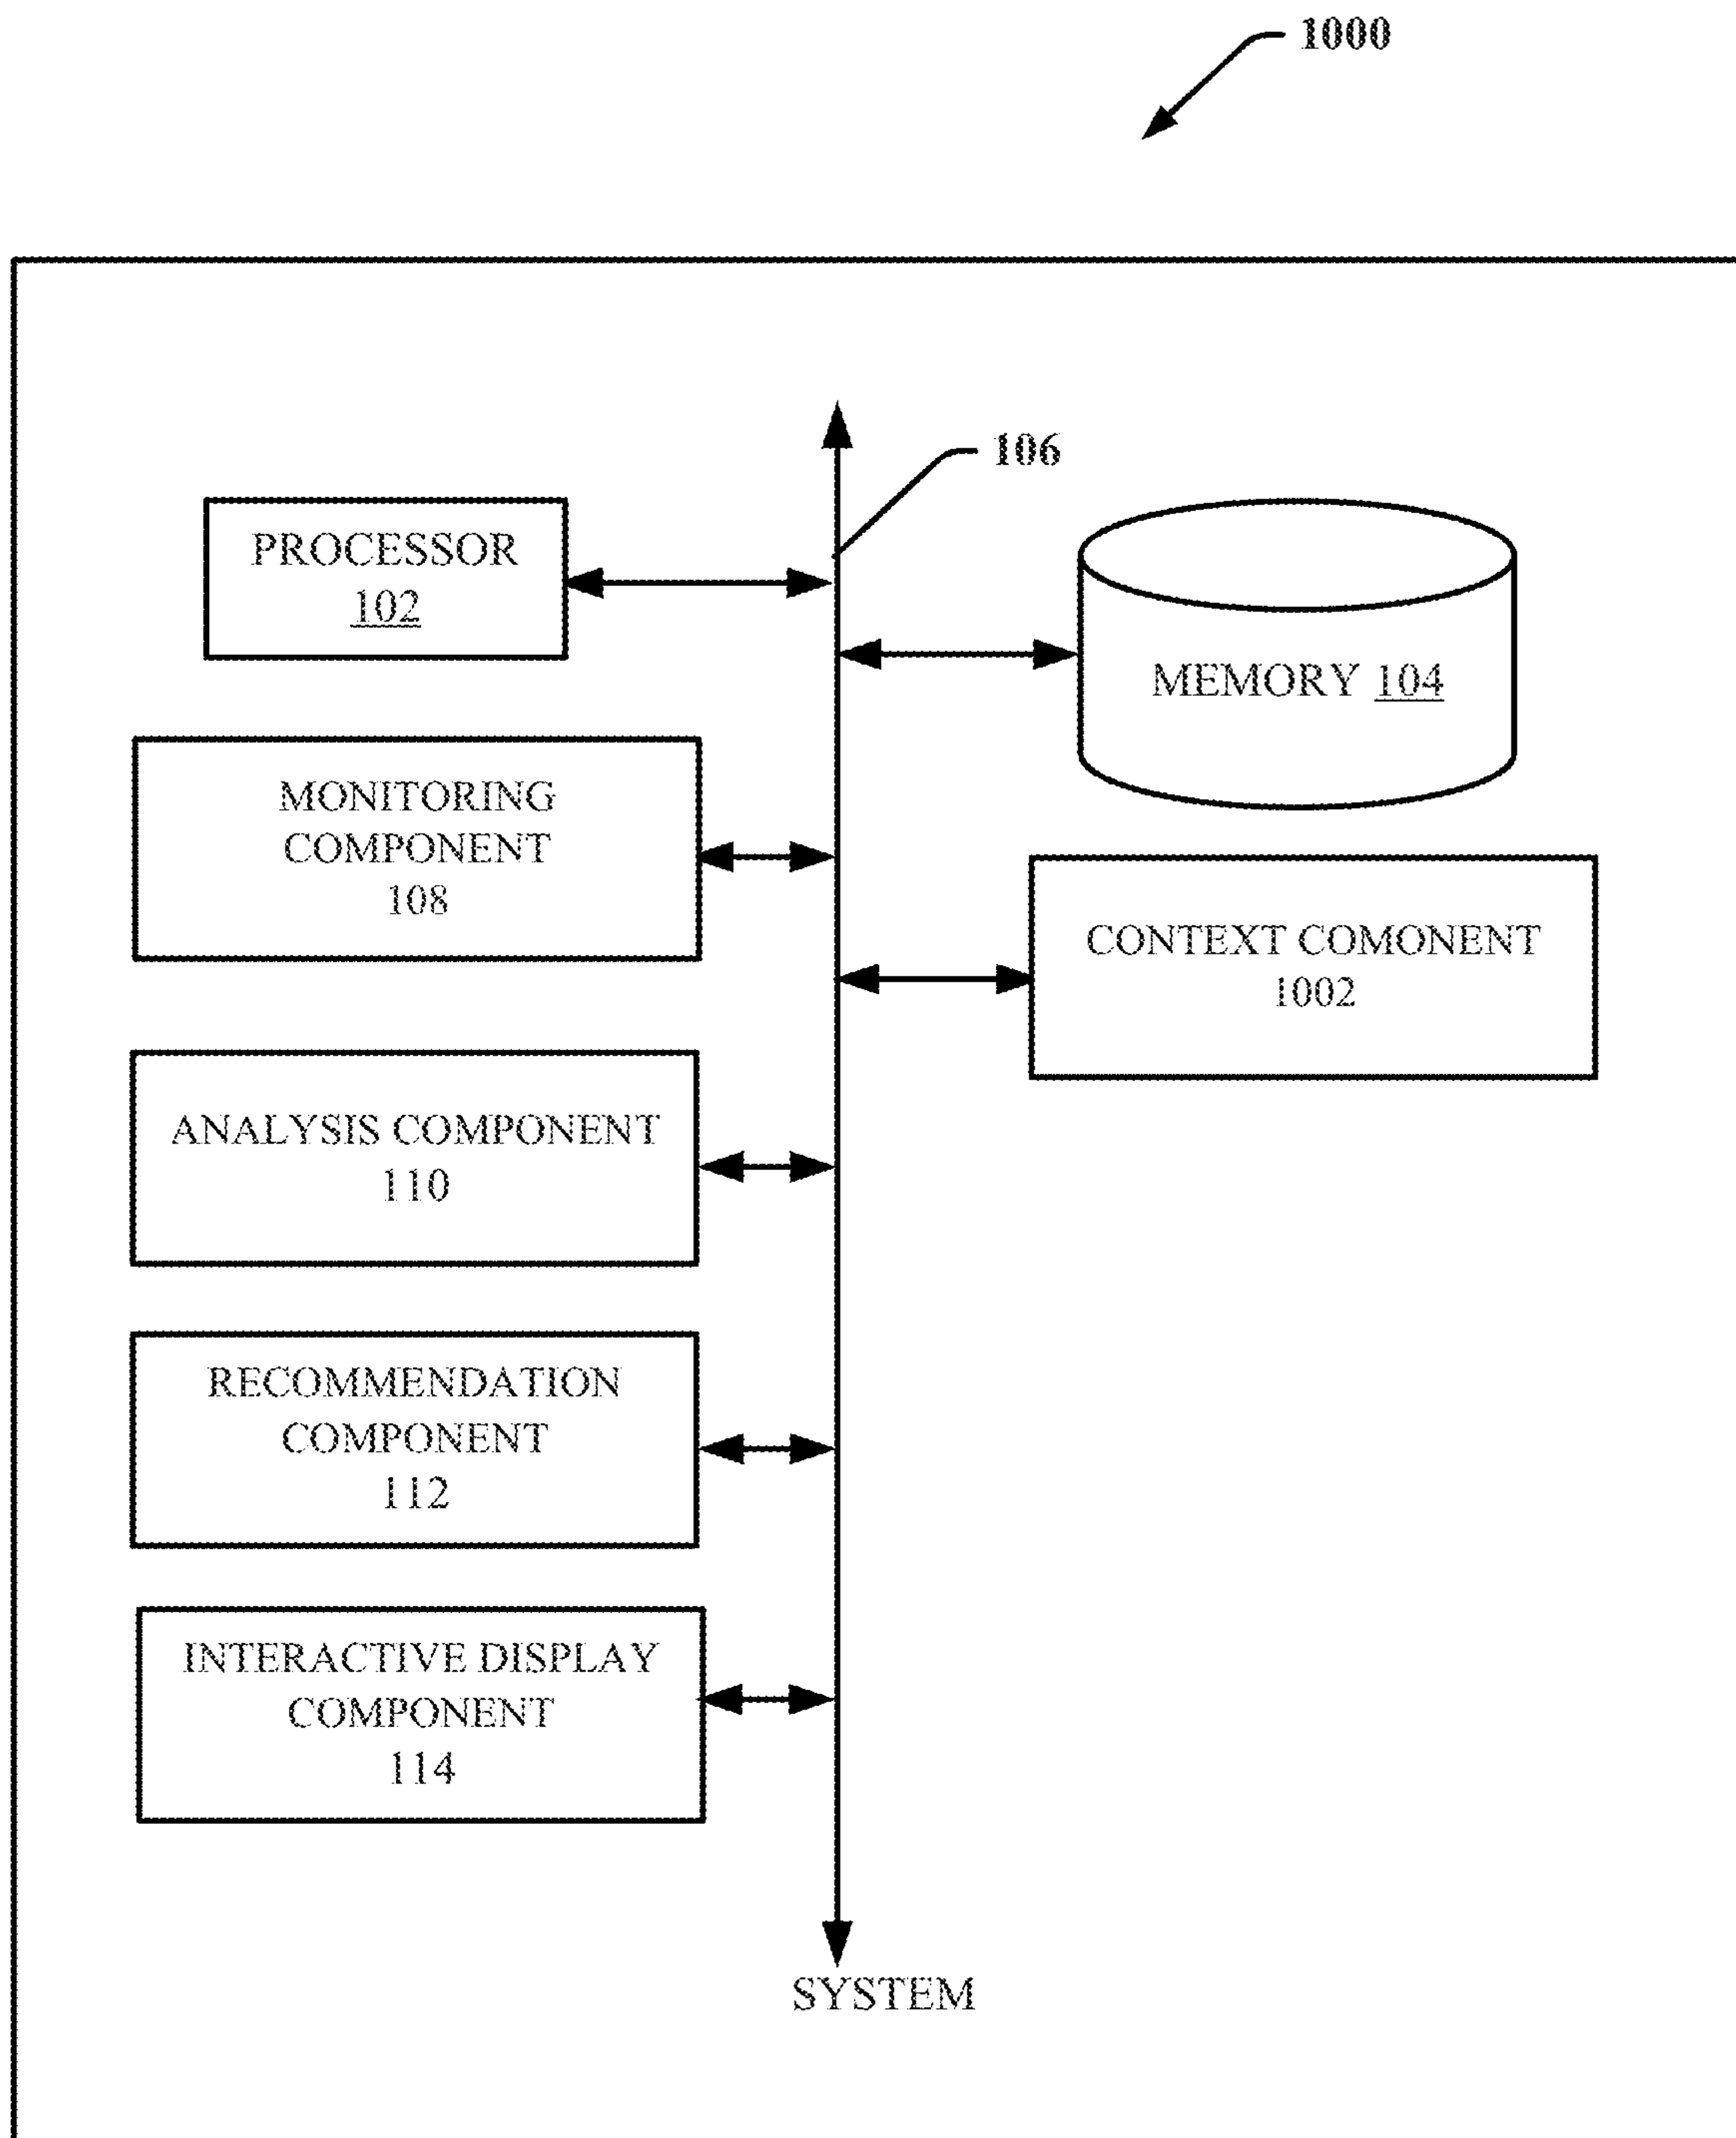 1000
106
PROCESSOR
102
MEMORY 104
MONITORING
COMPONENT
108
CONTEXT COMONENT
1002
ANALYSIS COMPONENT
110
RECOMMENDATION
COMPONENT
112
INTERACTIVE DISPLAY
COMPONENT
114
SYSTEM